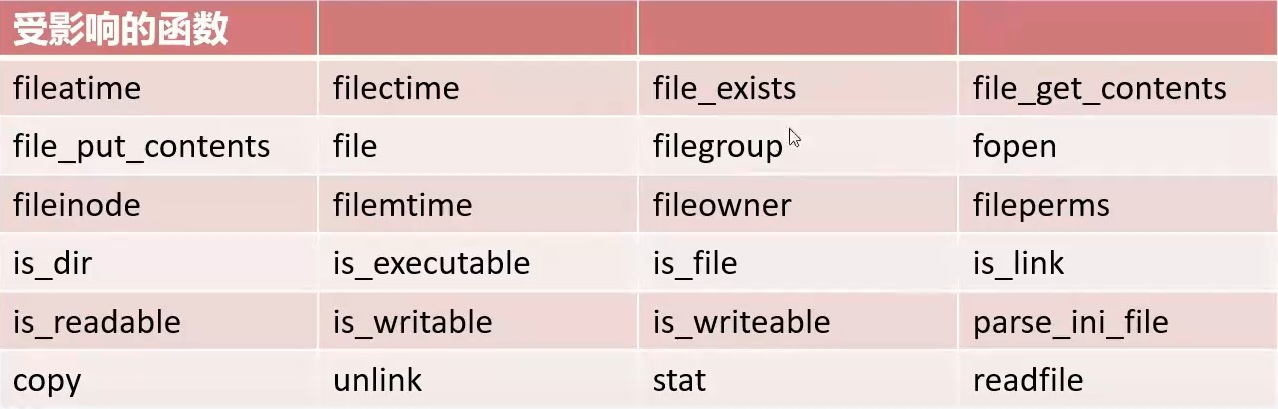 受影响的函数
fileatime filectime file_exists file_get_contents
file_put_contents file filegroup fopen
fileinode filemtime fileowner fileperms
is_dir is_executable is_file is_link
is_readable is_writable is_writeable parse_ini_file
copy unlink stat readfile